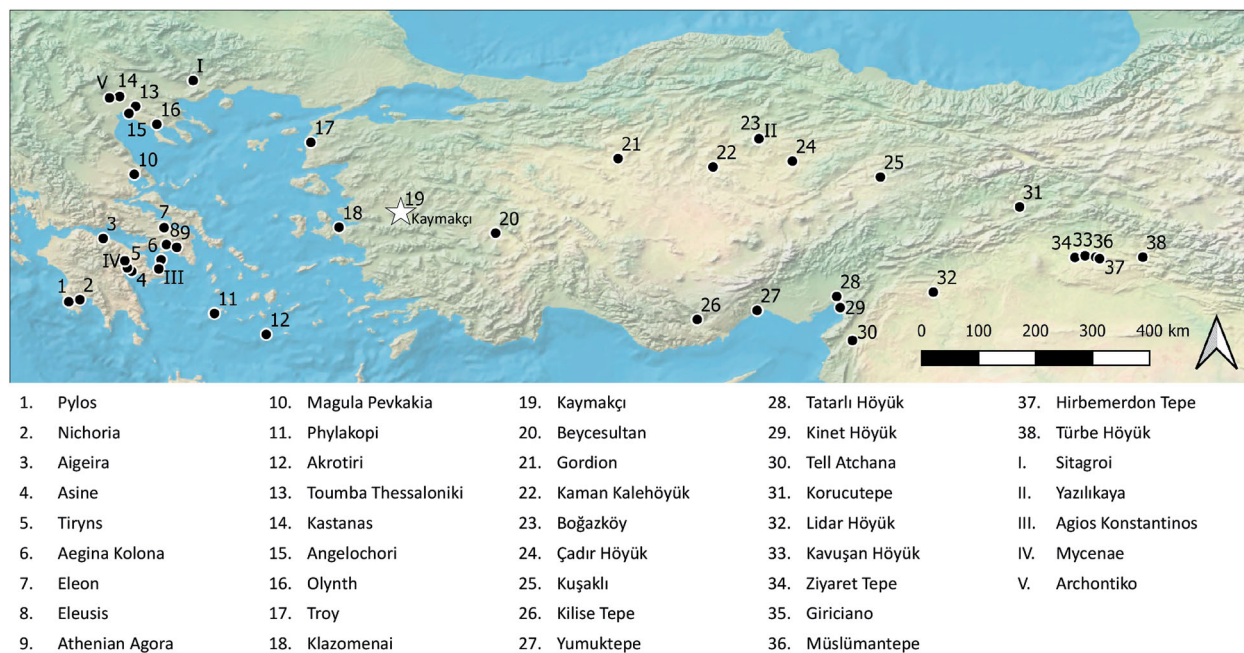 I
V
14
13
15
16
17
10
7
3
8
9
6
5
IV
4
III
1
2
11
12
18
19
Kaymakçı
20
21
22
23
II
24
25
26
27
28
29
30
31
32
34
33
36
37
38
0 100 200 300 400 km
1. Pylos
2. Nichoria
3. Aigeira
4. Asine
5. Tiryns
6. Aegina Kolona
7. Eleon
8. Eleusis
9. Athenian Agora
10. Magula Pevkakia
11. Phylakopi
12. Akrotiri
13. Toumba Thessaloniki
14. Kastanas
15. Angelochori
16. Olynth
17. Troy
18. Klazomenai
19. Kaymakçı
20. Beycesultan
21. Gordion
22. Kaman Kalehöyük
23. Boğazköy
24. Çadır Höyük
25. Kuşaklı
26. Kilise Tepe
27. Yumuktepe
28. Tatarlı Höyük
29. Kinet Höyük
30. Tell Atchana
31. Korucutepe
32. Lidar Höyük
33. Kavuşan Höyük
34. Ziyaret Tepe
35. Giriciano
36. Müslümantepe
37. Hirbemerdon Tepe
38. Türbe Höyük
I. Sitagroi
II. Yazılıkaya
III. Agios Konstantinos
IV. Mycenae
V. Archontiko